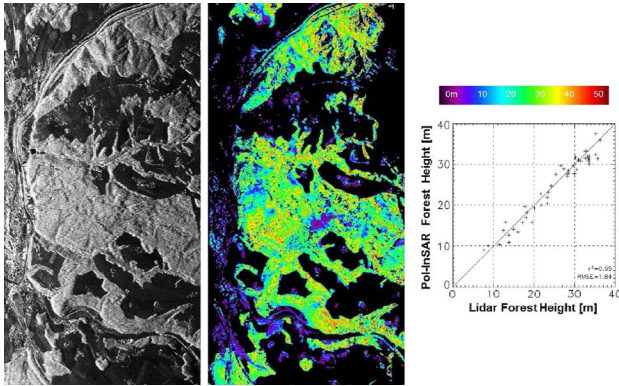 0m 10 20 30 40 50
40
30
20
10
0
0 10 20 30 40
Pol-InSAR Forest Height [m]
r²=0.95
RMSE=1.84
Lidar Forest Height [m]